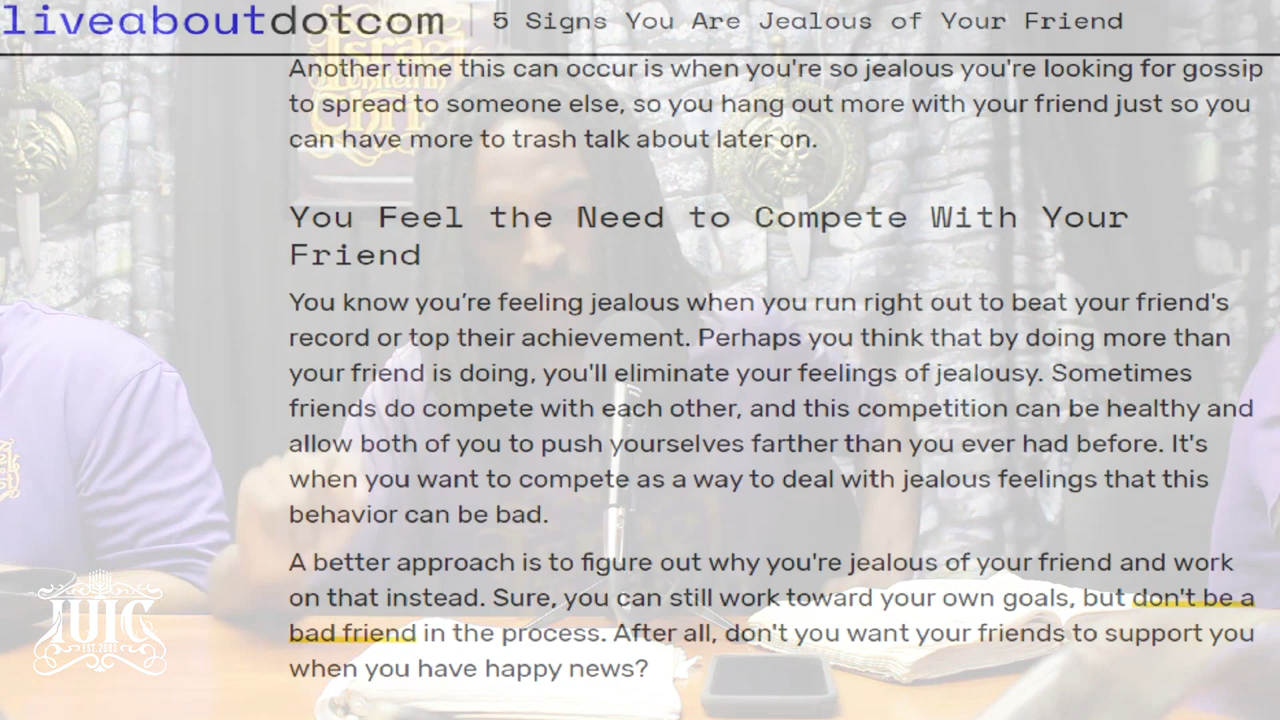 liveaboutdotcom | 5 Signs You Are Jealous of Your Friend
Another time this can occur is when you're so jealous you're looking for gossip
to spread to someone else, so you hang out more with your friend just so you
can have more to trash talk about later on.
You Feel the Need to Compete With Your
Friend
You know you’re feeling jealous when you run right out to beat your friend's
record or top their achievement. Perhaps you think that by doing more than
your friend is doing, you'll eliminate your feelings of jealousy. Sometimes
friends do compete with each other, and this competition can be healthy and
allow both of you to push yourselves farther than you ever had before. It's
when you want to compete as a way to deal with jealous feelings that this
behavior can be bad.
A better approach is to figure out why you're jealous of your friend and work
on that instead. Sure, you can still work toward your own goals, but don't be a
bad friend in the process. After all, don't you want your friends to support you
when you have happy news?
IUIC
EST. 2003